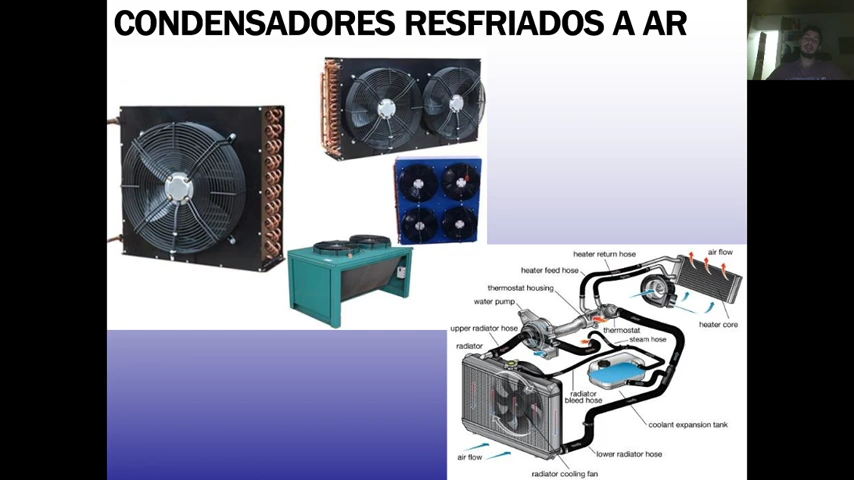 CONDENSADORES RESFRIADOS A AR
heater return hose
air flow
heater feed hose
thermostat housing
water pump
heater core
upper radiator hose
thermostat
steam hose
radiator
radiator
bleed hose
coolant expansion tank
air flow
lower radiator hose
radiator cooling fan